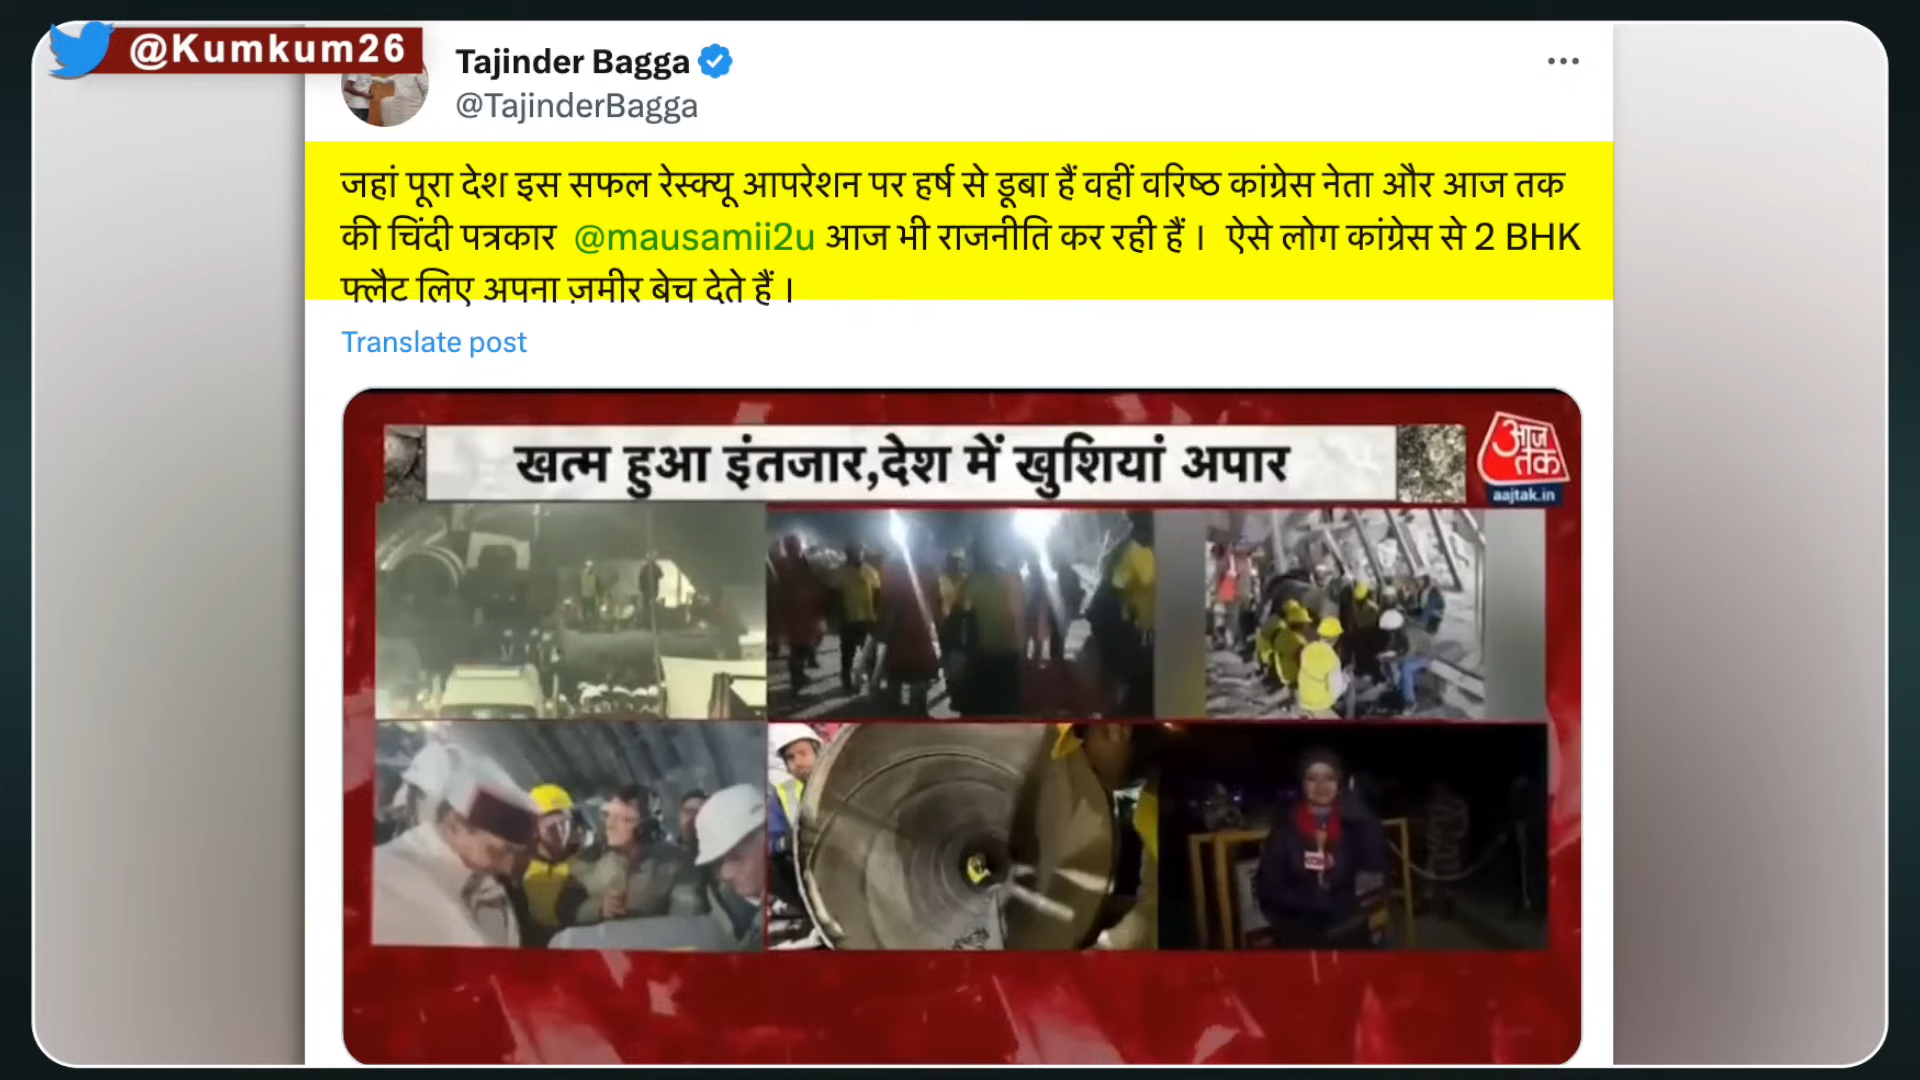 @Kumkum26
Tajinder Bagga
@TajinderBagga
जहां पूरा देश इस सफल रेस्क्यू आपरेशन पर हर्ष से डूबा हैं वहीं वरिष्ठ कांग्रेस नेता और आज तक
की चिंदी पत्रकार @mausamii2u आज भी राजनीति कर रही हैं । ऐसे लोग कांग्रेस से 2 BHK
फ्लैट लिए अपना ज़मीर बेच देते हैं ।
Translate post
खत्म हुआ इंतजार,देश में खुशियां अपार
आज
तक
aajtak.in